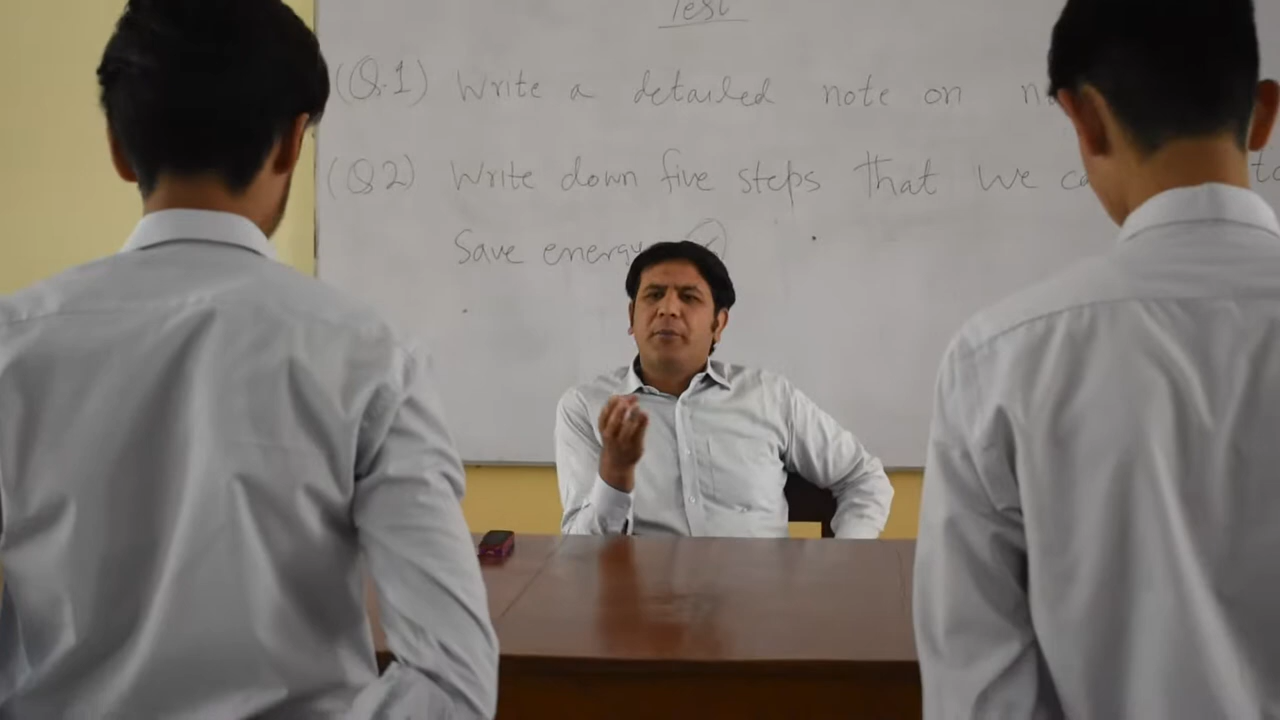 Test
(Q.1) Write a detailed note on
(Q2) Write down five steps that we
Save energy